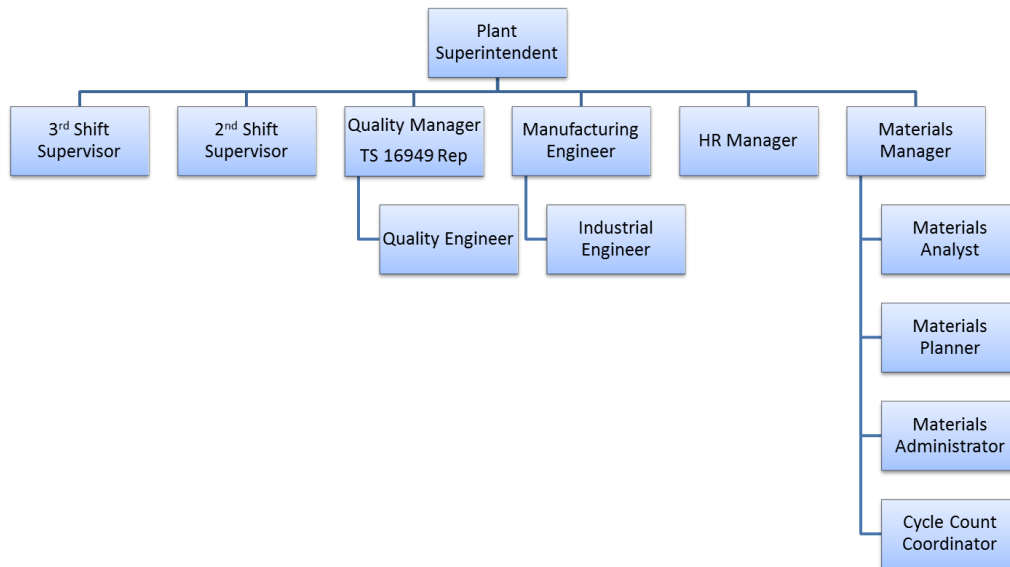 Plant
Superintendent
3rd Shift
Supervisor
2nd Shift
Supervisor
Quality Manager
TS 16949 Rep
Manufacturing
Engineer
HR Manager
Materials
Manager
Quality Engineer
Industrial
Engineer
Materials
Analyst
Materials
Planner
Materials
Administrator
Cycle Count
Coordinator